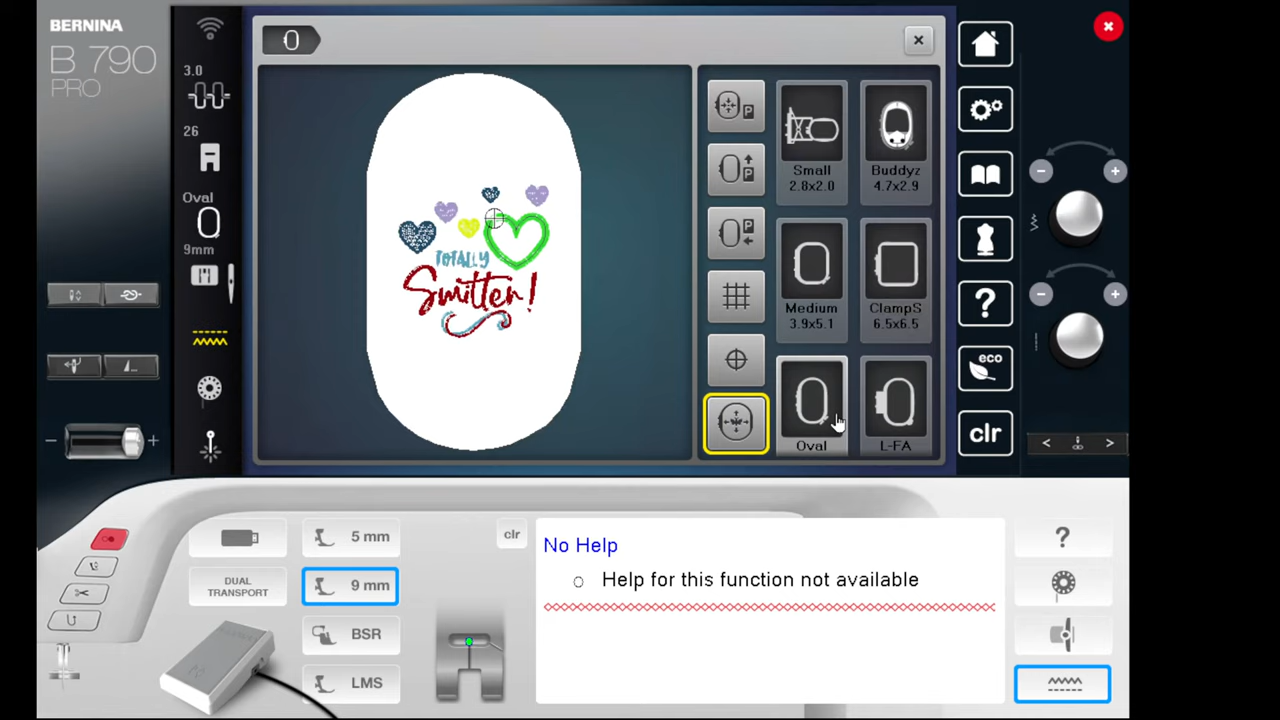 BERNINA
B 790
PRO
3.0
26
Oval
9mm
P
P
P
TOTALLY
Smitten!
Small
2.8x2.0
Buddyz
4.7x2.9
Medium
3.9x5.1
ClampS
6.5x6.5
Oval
L-FA
?
eco
clr
DUAL
TRANSPORT
5 mm
9 mm
BSR
LMS
clr
No Help
Help for this function not available
?